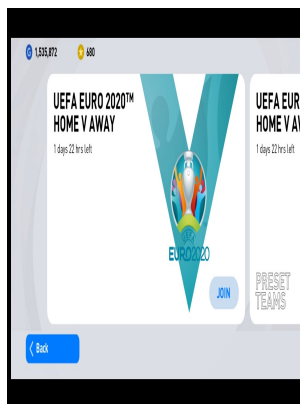 1,535,872
680
UEFA EURO 2020™
HOME V AWAY
1 days 22 hrs left
EURO2020
JOIN
UEFA EUR
HOME V A
1 days 22 hrs left
PRESET
TEAMS
Back